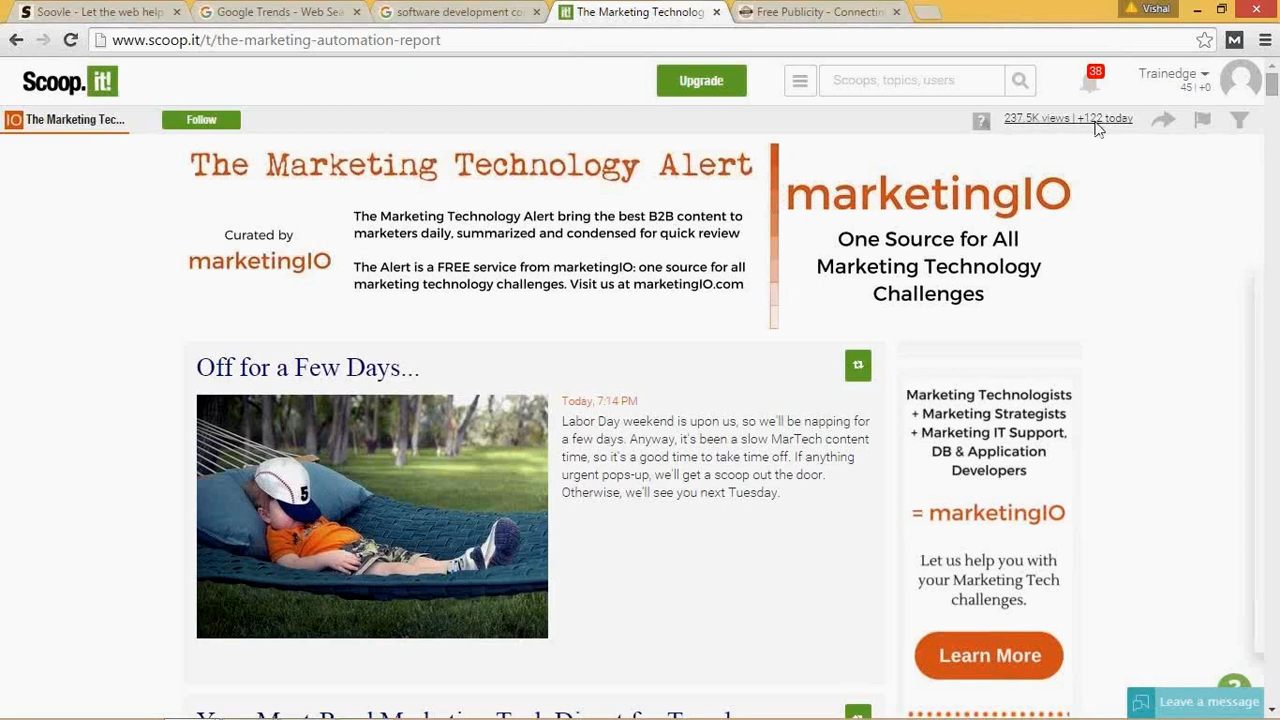 Soovle - Let the web help
Google Trends - Web Sea
software development co
The Marketing Technolog
Free Publicity - Connectin
Vishal
www.scoop.it/t/the-marketing-automation-report
Scoop.it!
Upgrade
Scoops, topics, users
38
Trainedge
45 | +0
IO The Marketing Tec...
Follow
?
237.5K views | +122 today
The Marketing Technology Alert
Curated by
marketingIO
The Marketing Technology Alert bring the best B2B content to
marketers daily, summarized and condensed for quick review
The Alert is a FREE service from marketingIO: one source for all
marketing technology challenges. Visit us at marketingIO.com
marketingIO
One Source for All
Marketing Technology
Challenges
Off for a Few Days...
Today, 7:14 PM
Labor Day weekend is upon us, so we'll be napping for
a few days. Anyway, it's been a slow MarTech content
time, so it's a good time to take time off. If anything
urgent pops-up, we'll get a scoop out the door.
Otherwise, we'll see you next Tuesday.
5
Marketing Technologists
+ Marketing Strategists
+ Marketing IT Support,
DB & Application
Developers
= marketingIO
Let us help you with
your Marketing Tech
challenges.
Learn More
Leave a message